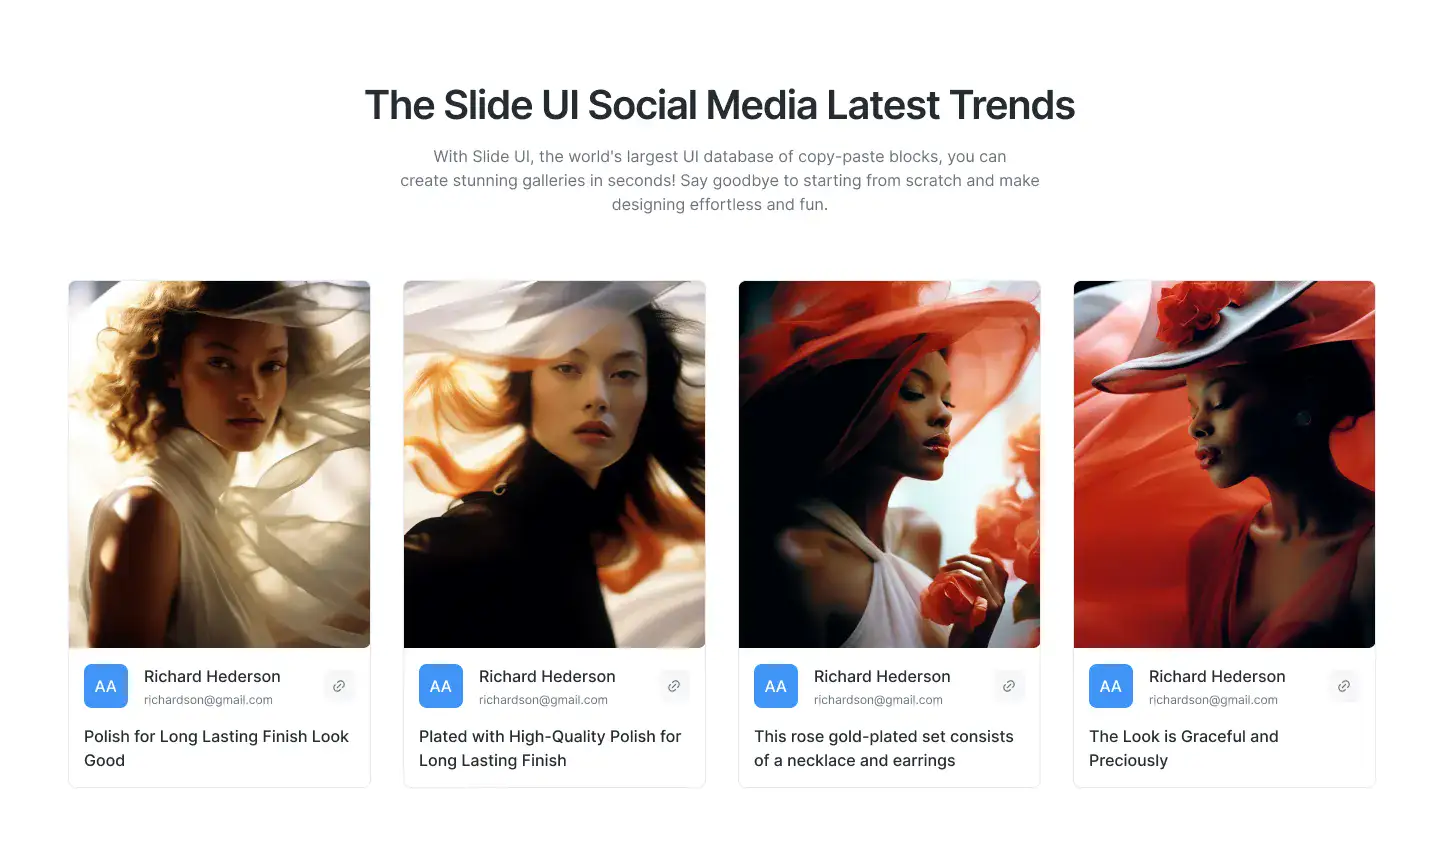 The Slide UI Social Media Latest Trends
With Slide UI, the world's largest UI database of copy-paste blocks, you can
create stunning galleries in seconds! Say goodbye to starting from scratch and make
designing effortless and fun.
AA
Richard Hederson
richardson@gmail.com
Polish for Long Lasting Finish Look
Good
AA
Richard Hederson
richardson@gmail.com
Plated with High-Quality Polish for
Long Lasting Finish
AA
Richard Hederson
richardson@gmail.com
This rose gold-plated set consists
of a necklace and earrings
AA
Richard Hederson
richardson@gmail.com
The Look is Graceful and
Preciously